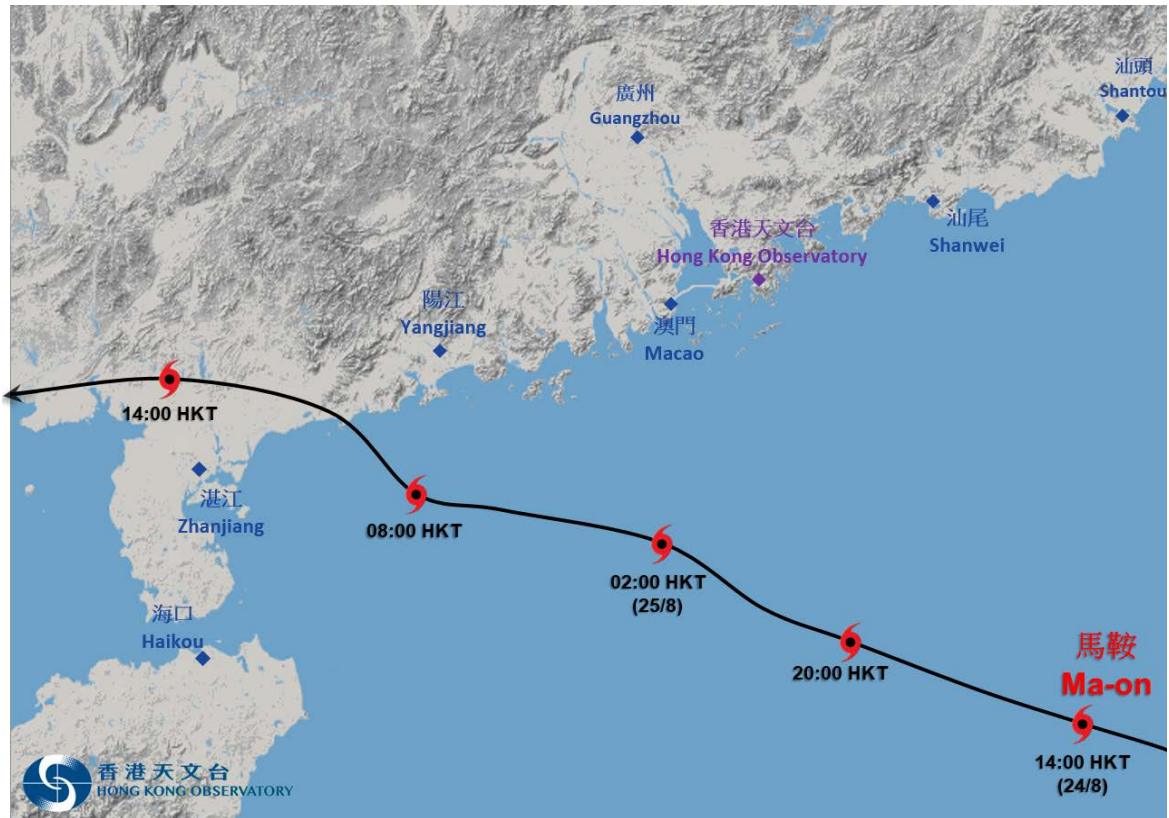 汕頭
Shantou
廣州
Guangzhou
汕尾
Shanwei
香港天文台
Hong Kong Observatory
陽江
Yangjiang
澳門
Macao
14:00 HKT
湛江
Zhanjiang
08:00 HKT
02:00 HKT
(25/8)
海口
Haikou
20:00 HKT
馬鞍
Ma-on
14:00 HKT
(24/8)
香港天文台
HONG KONG OBSERVATORY